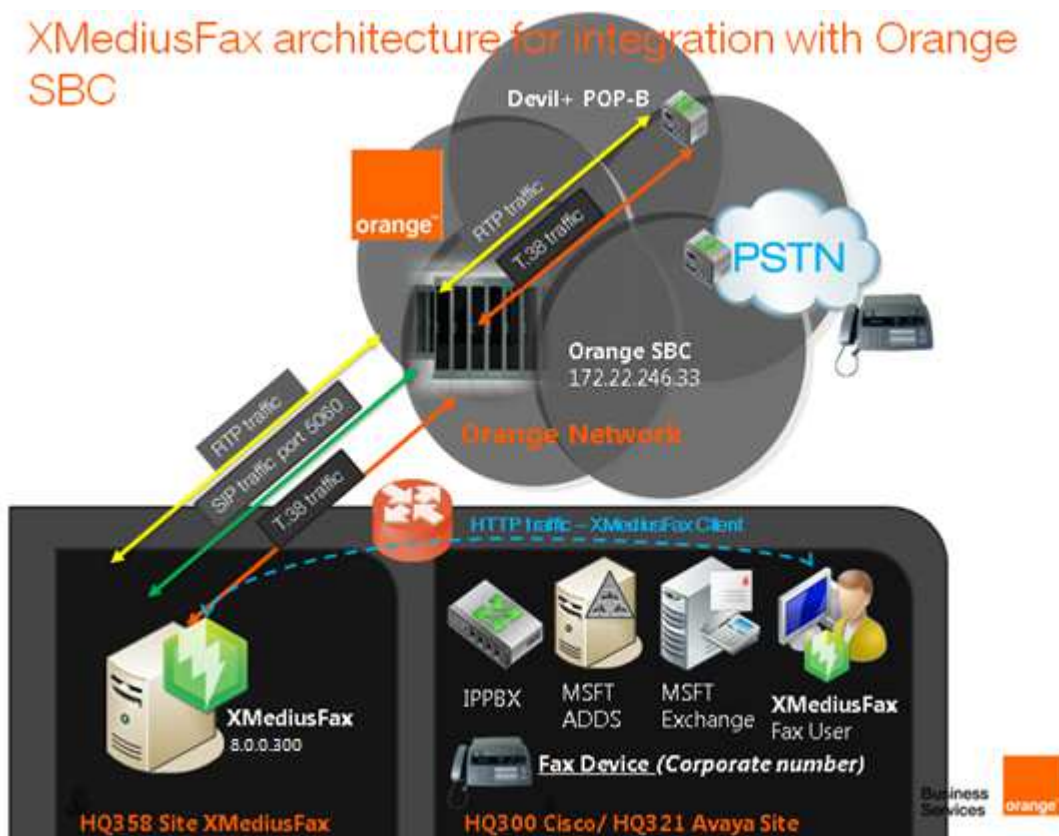 XMediusFax architecture for integration with Orange
SBC
Devil+ POP-B
orange™
RTP traffic
T.38 traffic
PSTN
Orange SBC
172.22.246.33
Orange Network
RTP traffic
SIP traffic port 5060
T.38 traffic
HTTP traffic – XMediusFax Client
IPPBX
MSFT
ADDS
MSFT
Exchange
XMediusFax
Fax User
XMediusFax
8.0.0.300
Fax Device (Corporate number)
Business
Services
orange
HQ358 Site XMediusFax
HQ300 Cisco/ HQ321 Avaya Site